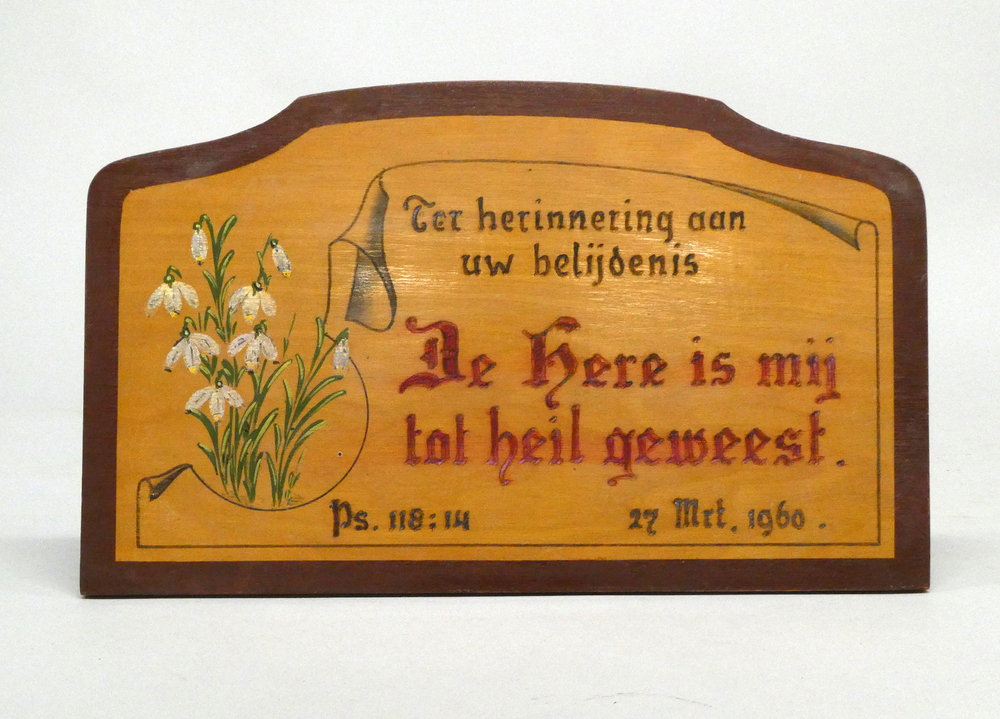 Ter herinnering aan
uw belijdenis
De Here is mij
tot heil geweest.
Ps. 118:14 27 Mrt. 1960.